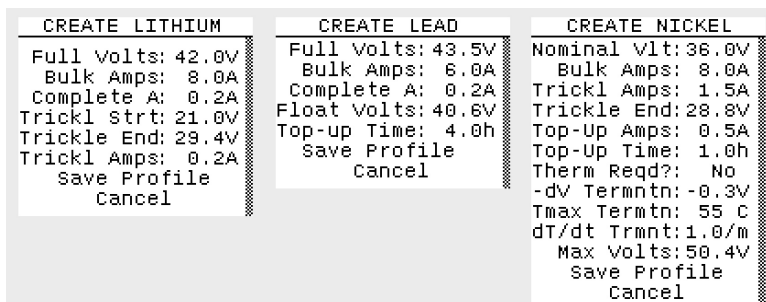 CREATE LITHIUM
Full Volts: 42.0V
Bulk Amps: 8.0A
Complete A: 0.2A
Trickl Strt: 21.0V
Trickle End: 29.4V
Trickl Amps: 0.2A
Save Profile
Cancel
CREATE LEAD
Full Volts: 43.5V
Bulk Amps: 6.0A
Complete A: 0.2A
Float Volts: 40.6V
Top-up Time: 4.0h
Save Profile
Cancel
CREATE NICKEL
Nominal Vlt: 36.0V
Bulk Amps: 8.0A
Trickl Amps: 1.5A
Trickle End: 28.8V
Top-Up Amps: 0.5A
Top-Up Time: 1.0h
Therm Reqd?: No
-dV Termntn: -0.3V
Tmax Termtn: 55 C
dT/dt Trmnt: 1.0/m
Max Volts: 50.4V
Save Profile
Cancel